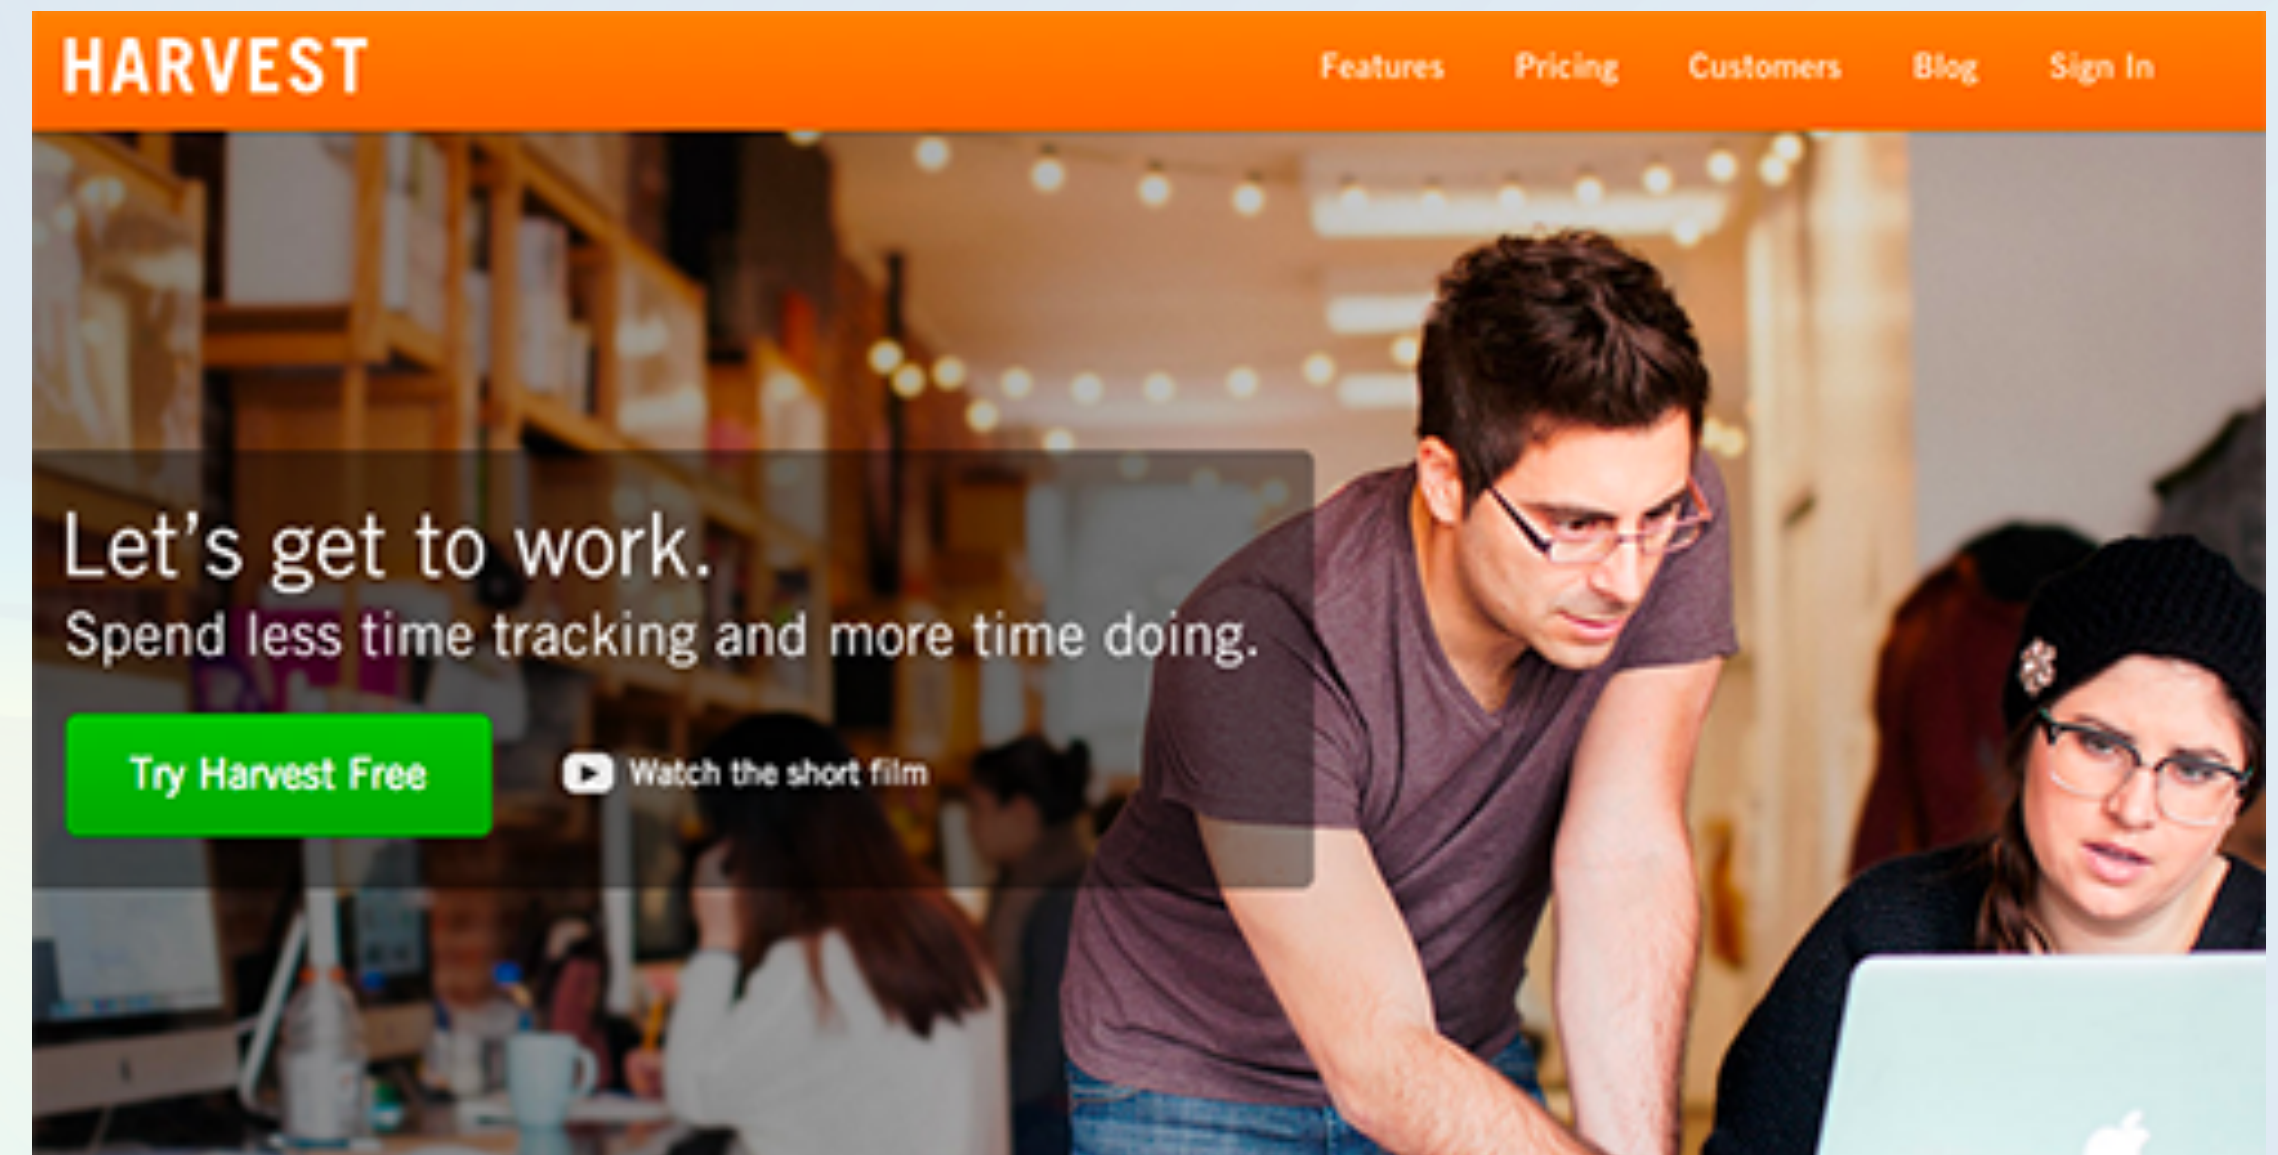 HARVEST
Features Pricing Customers Blog Sign In
Let's get to work.
Spend less time tracking and more time doing.
Try Harvest Free
Watch the short film